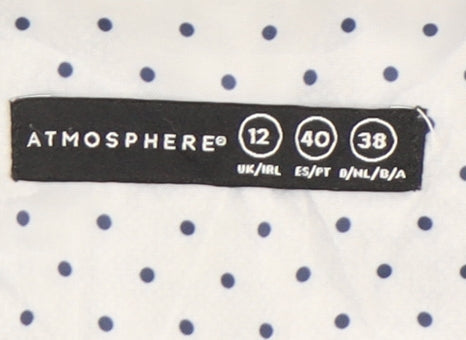 ATMOSPHERE® 12 40 38
UK/IRL ES/PT D/NL/B/A